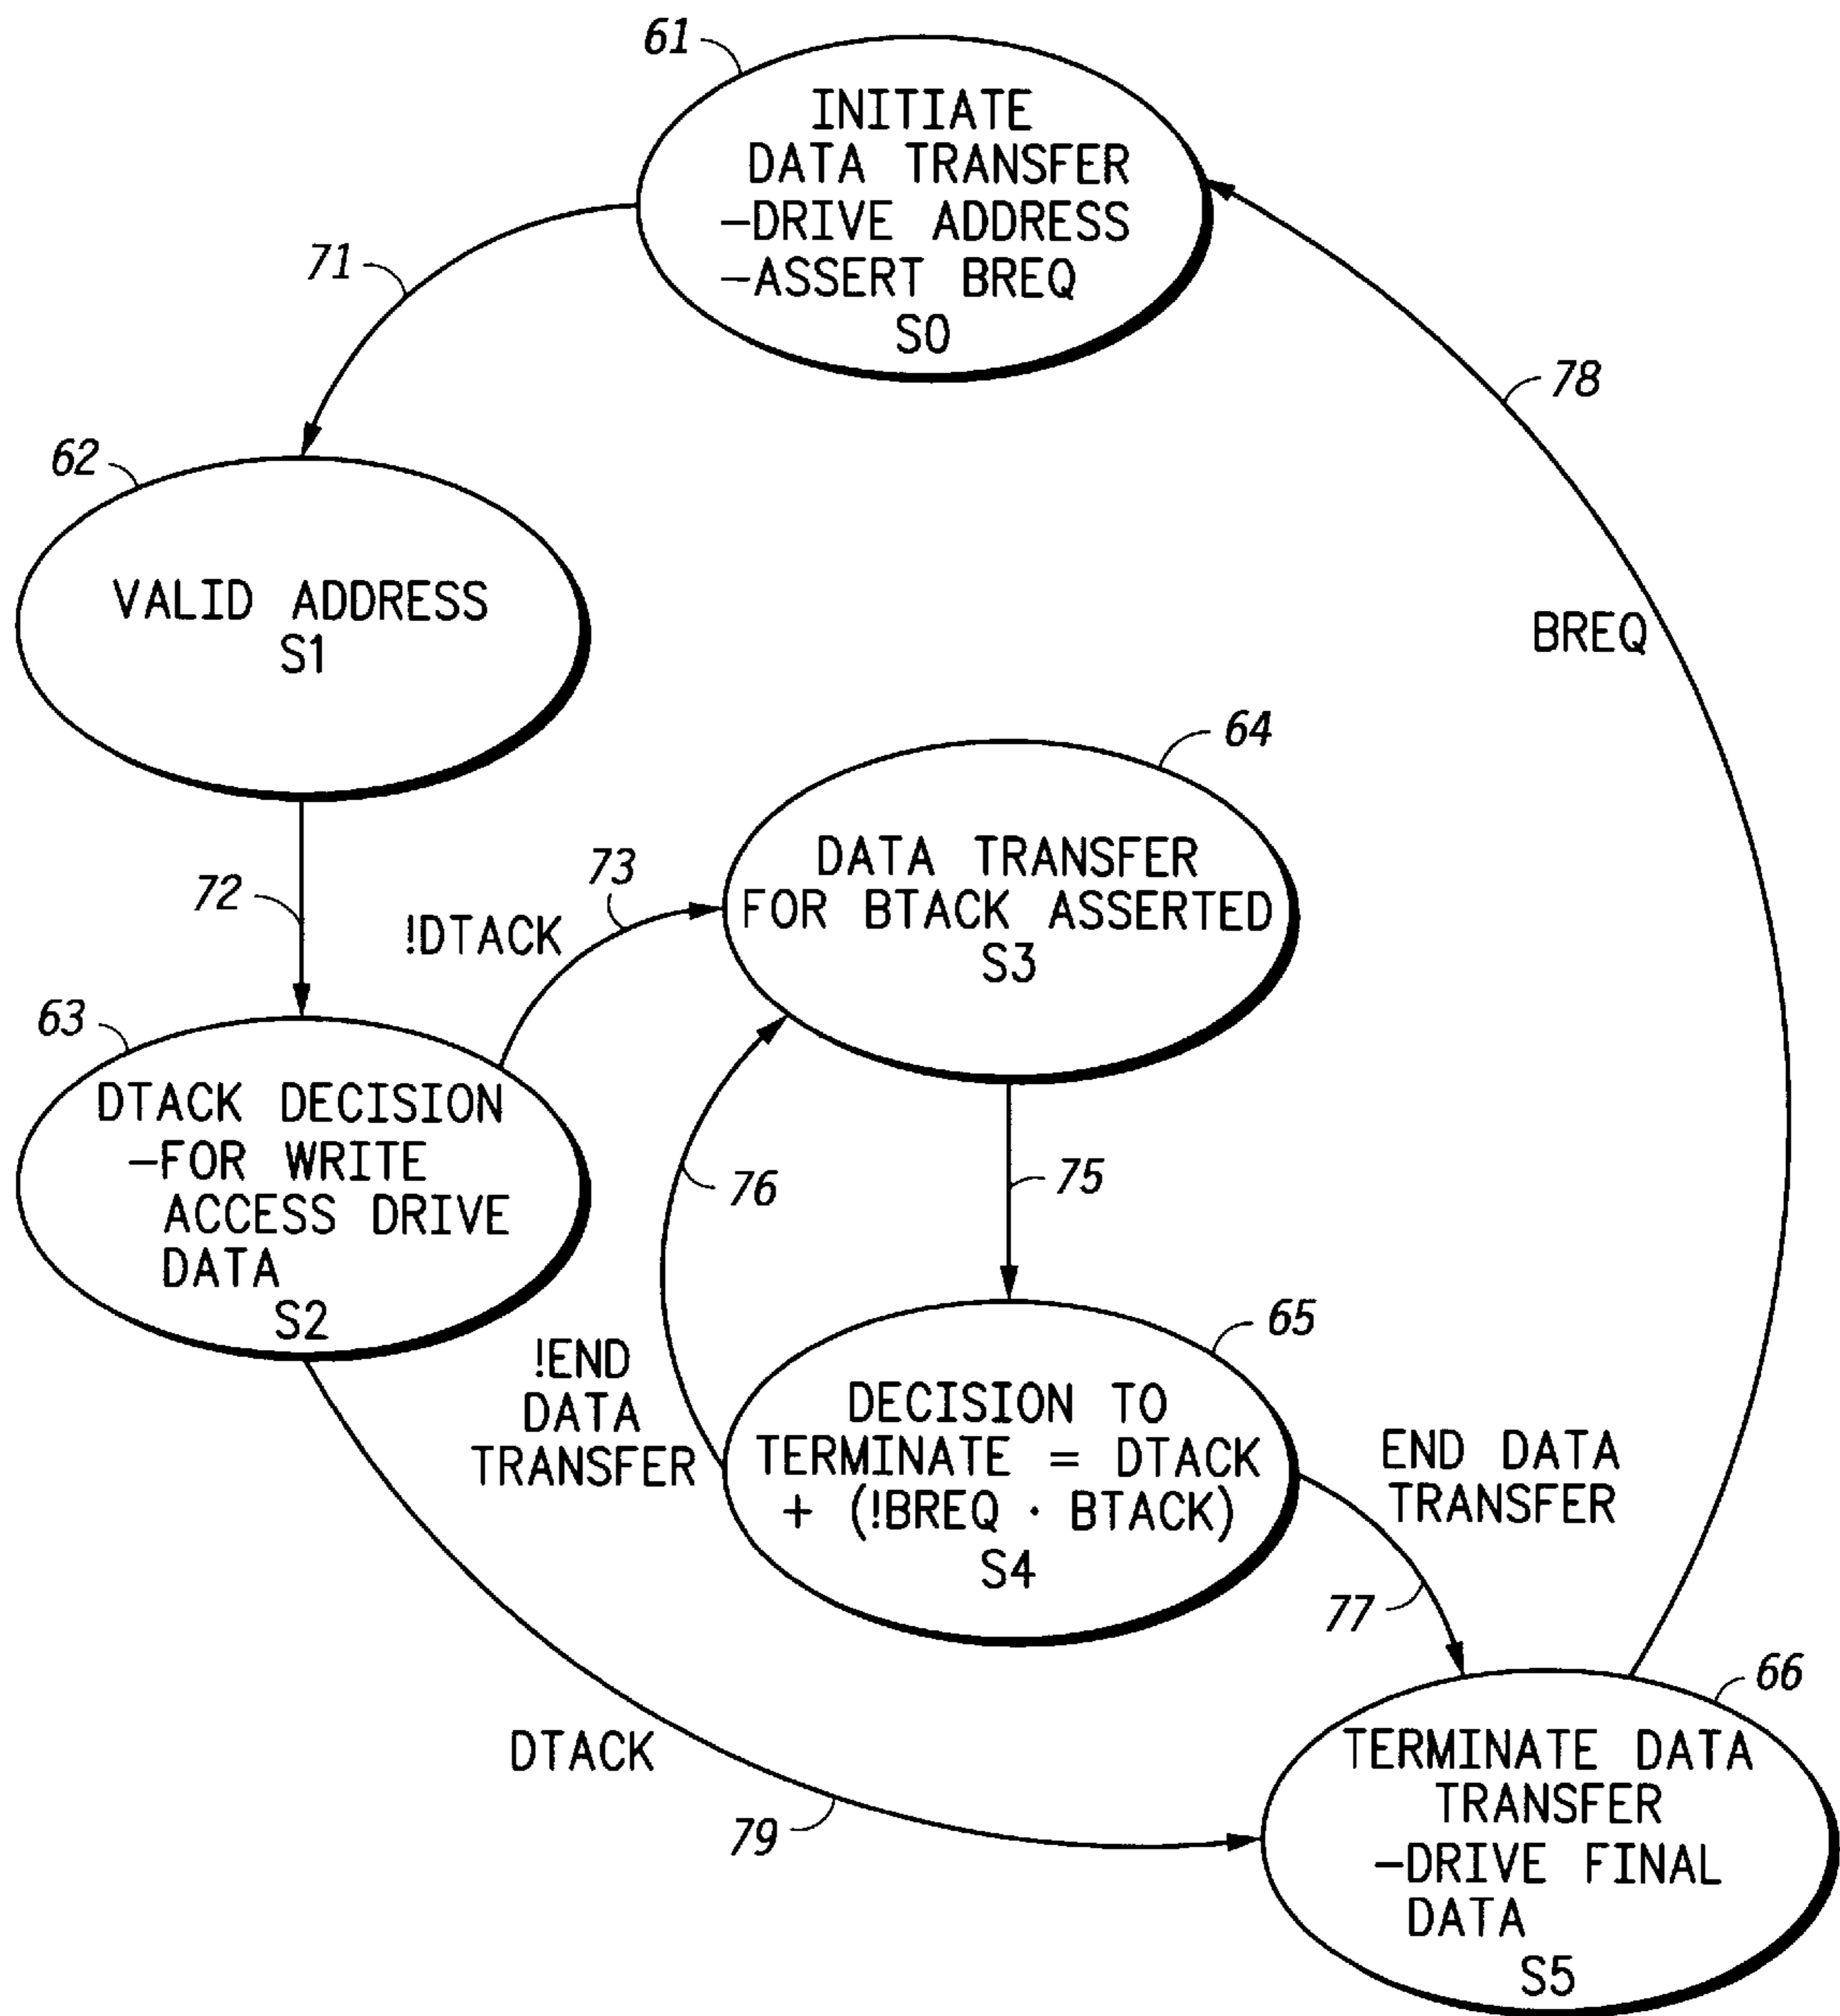 61
INITIATE
DATA TRANSFER
–DRIVE ADDRESS
–ASSERT BREQ
S0
71
78
62
VALID ADDRESS
S1
BREQ
64
72
73
!DTACK
DATA TRANSFER
FOR BTACK ASSERTED
S3
63
DTACK DECISION
–FOR WRITE
ACCESS DRIVE
DATA
S2
76
75
65
!END
DATA
TRANSFER
DECISION TO
TERMINATE = DTACK
+ (!BREQ · BTACK)
S4
END DATA
TRANSFER
77
66
DTACK
79
TERMINATE DATA
TRANSFER
–DRIVE FINAL
DATA
S5